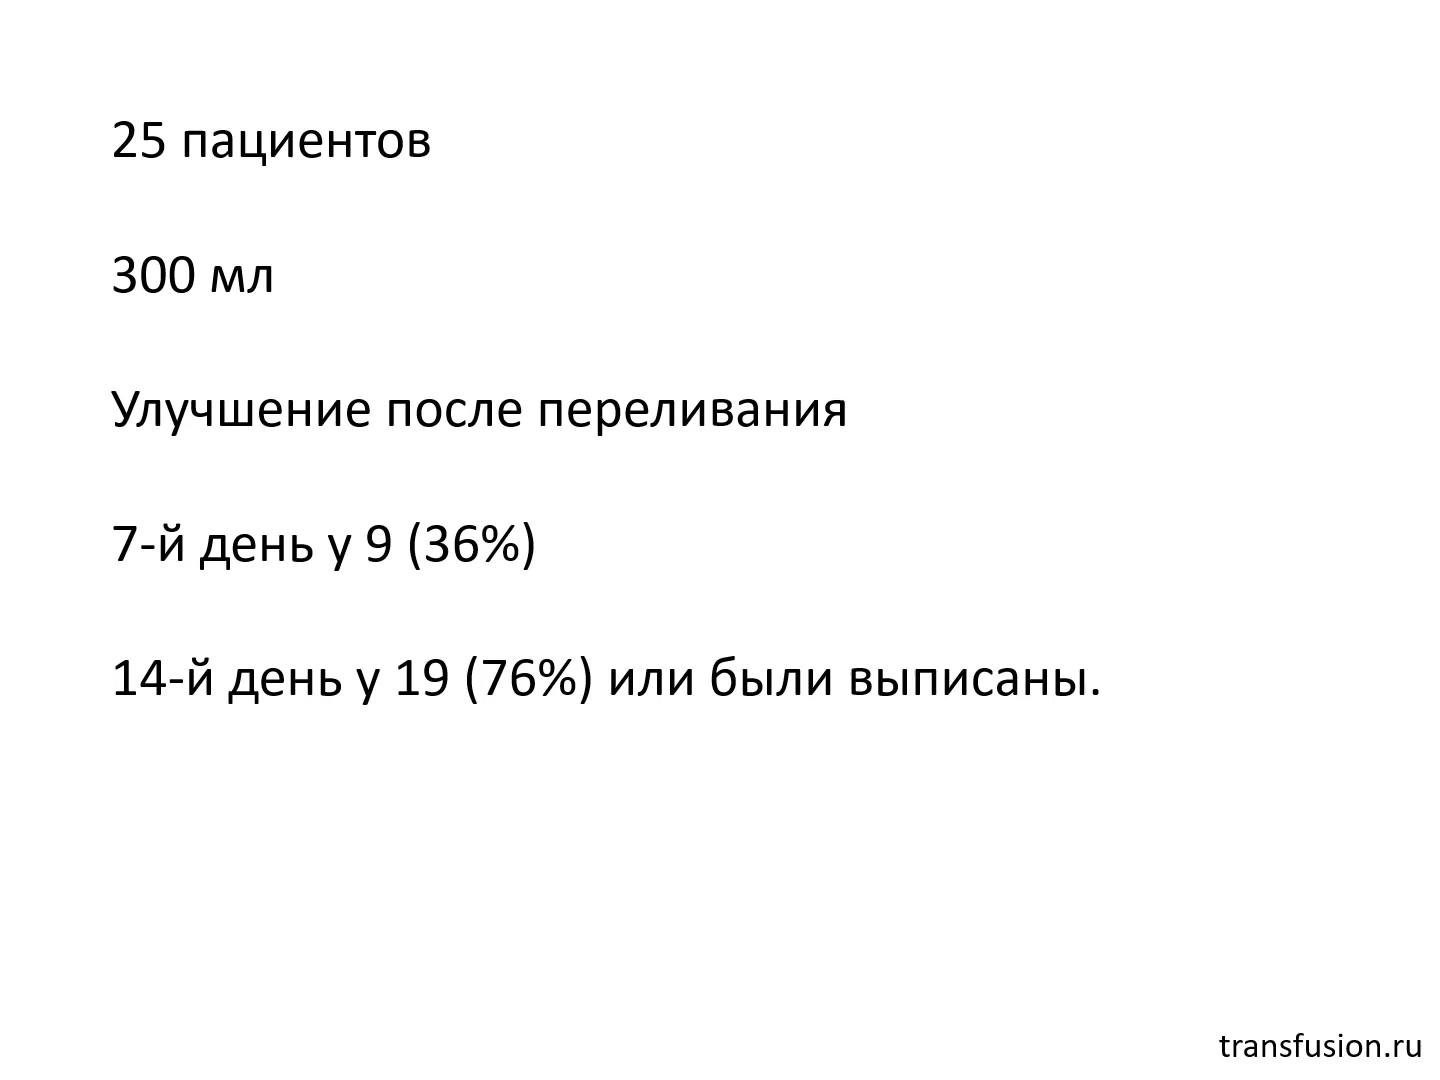 25 пациентов
300 мл
Улучшение после переливания
7-й день у 9 (36%)
14-й день у 19 (76%) или были выписаны.
transfusion.ru